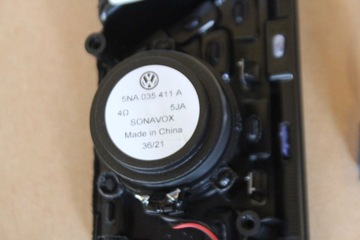 5NA 035 411 A
4Ω 5JA
SONAVOX
Made in China
36/21